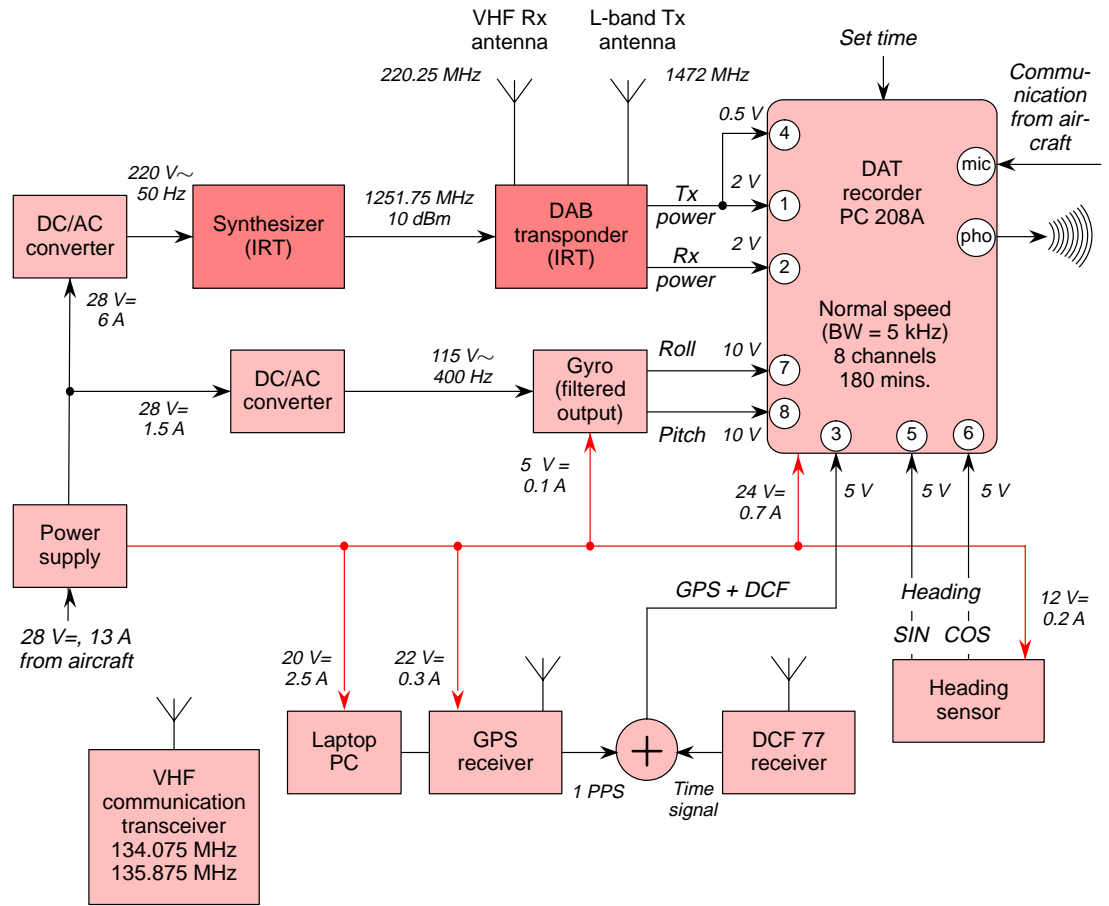 VHF Rx
antenna
L-band Tx
antenna
220.25 MHz
1472 MHz
Set time
Commu-
nication
from air-
craft
0.5 V
4
mic
DAT
recorder
PC 208A
220 V~
50 Hz
1251.75 MHz
10 dBm
2 V
1
Tx
power
DC/AC
converter
Synthesizer
(IRT)
DAB
transponder
(IRT)
pho
2 V
2
Rx
power
28 V=
6 A
Normal speed
(BW = 5 kHz)
8 channels
180 mins.
115 V~
400 Hz
Roll
10 V
7
DC/AC
converter
Gyro
(filtered
output)
28 V=
1.5 A
8
Pitch
10 V
3
5
6
5 V=
0.1 A
24 V=
0.7 A
5 V
5 V
5 V
Power
supply
GPS + DCF
Heading
SIN COS
12 V=
0.2 A
28 V=, 13 A
from aircraft
20 V=
2.5 A
22 V=
0.3 A
Heading
sensor
Laptop
PC
GPS
receiver
+
DCF 77
receiver
1 PPS
Time
signal
VHF
communication
transceiver
134.075 MHz
135.875 MHz